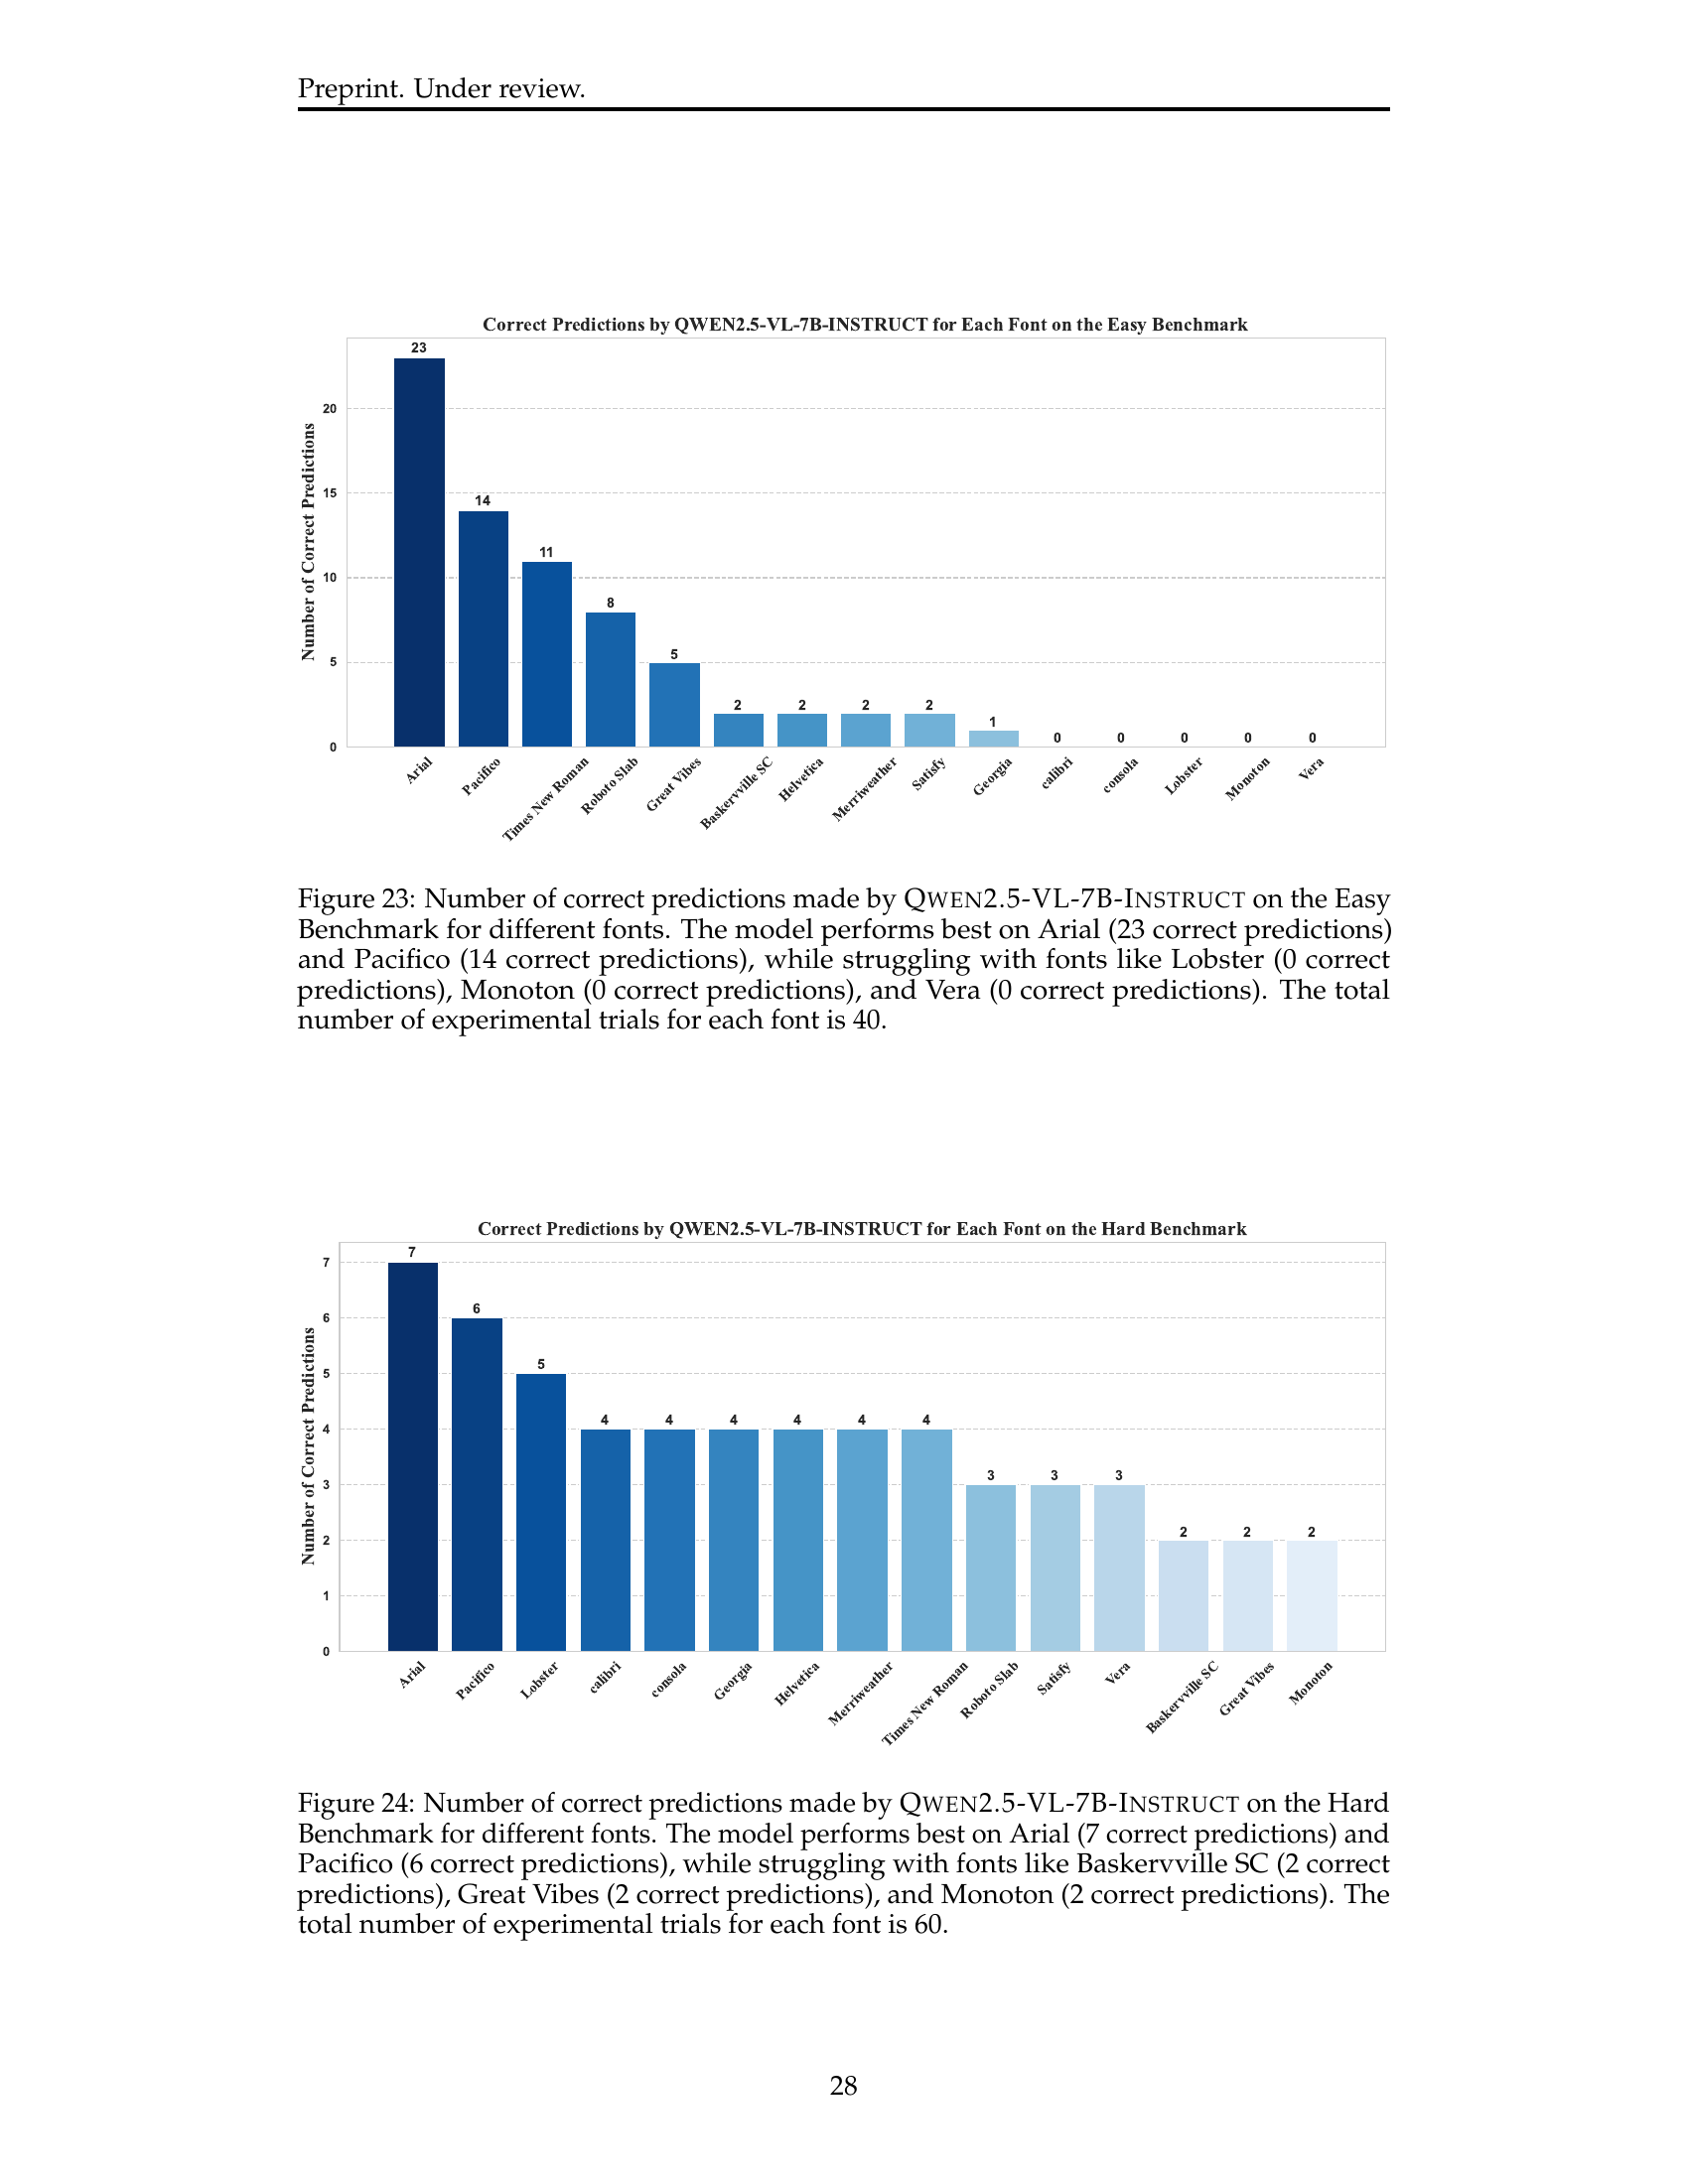 Preprint. Under review.
Correct Predictions by QWEN2.5-VL-7B-INSTRUCT for Each Font on the Easy Benchmark
Number of Correct Predictions
20
15
10
5
0
23
14
11
8
5
2
2
2
2
1
0
0
0
0
0
Arial
Pacifico
Times New Roman
Roboto Slab
Great Vibes
Baskervville SC
Helvetica
Merriweather
Satisfy
Georgia
calibri
consola
Lobster
Monoton
Vera
Figure 23: Number of correct predictions made by QWEN2.5-VL-7B-INSTRUCT on the Easy
Benchmark for different fonts. The model performs best on Arial (23 correct predictions)
and Pacifico (14 correct predictions), while struggling with fonts like Lobster (0 correct
predictions), Monoton (0 correct predictions), and Vera (0 correct predictions). The total
number of experimental trials for each font is 40.
Correct Predictions by QWEN2.5-VL-7B-INSTRUCT for Each Font on the Hard Benchmark
Number of Correct Predictions
7
6
5
4
3
2
1
0
7
6
5
4
4
4
4
4
4
3
3
3
2
2
2
Arial
Pacifico
Lobster
calibri
consola
Georgia
Helvetica
Merriweather
Times New Roman
Roboto Slab
Satisfy
Vera
Baskervville SC
Great Vibes
Monoton
Figure 24: Number of correct predictions made by QWEN2.5-VL-7B-INSTRUCT on the Hard
Benchmark for different fonts. The model performs best on Arial (7 correct predictions) and
Pacifico (6 correct predictions), while struggling with fonts like Baskervville SC (2 correct
predictions), Great Vibes (2 correct predictions), and Monoton (2 correct predictions). The
total number of experimental trials for each font is 60.
28